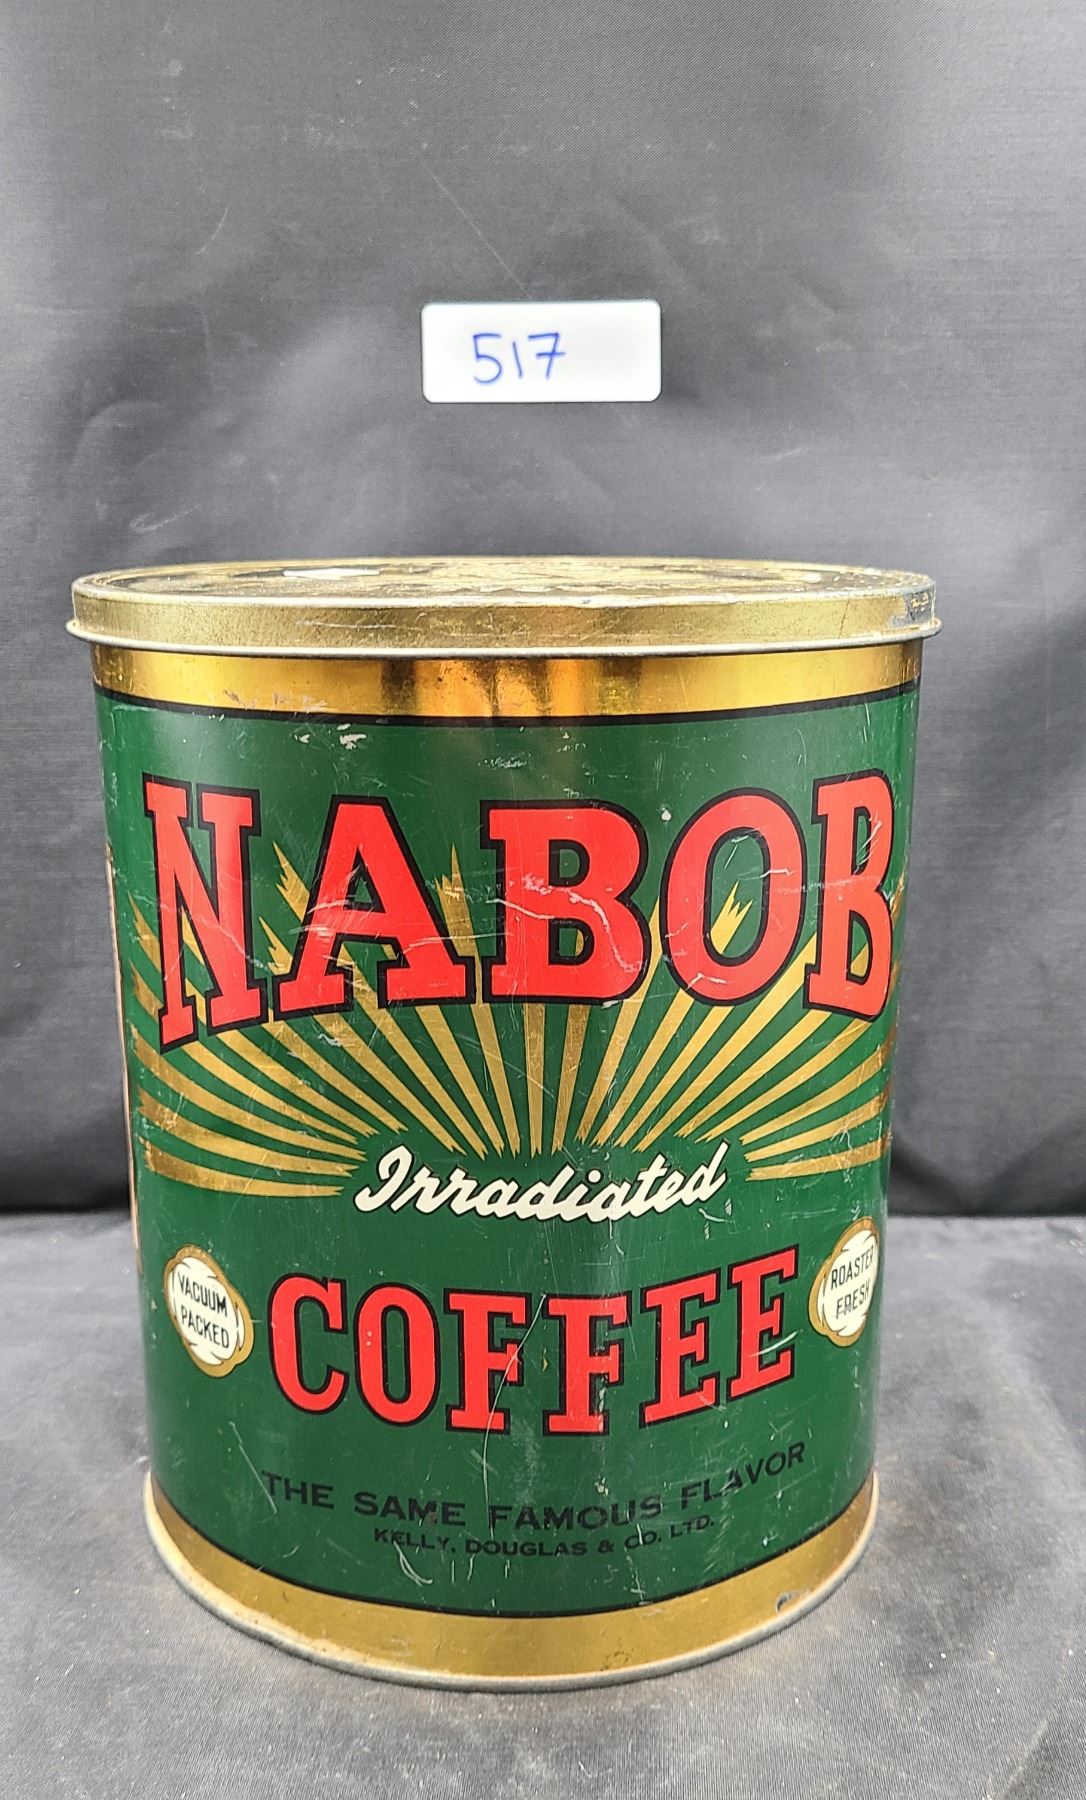 517
NABOB
Irradiated
COFFEE
VACUUM
PACKED
ROASTER
FRESH
THE SAME FAMOUS FLAVOR
KELLY, DOUGLAS & CO. LTD.